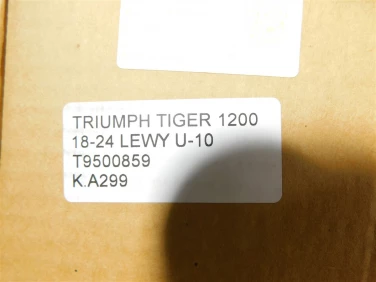 TRIUMPH TIGER 1200
18-24 LEWY U-10
T9500859
K.A299